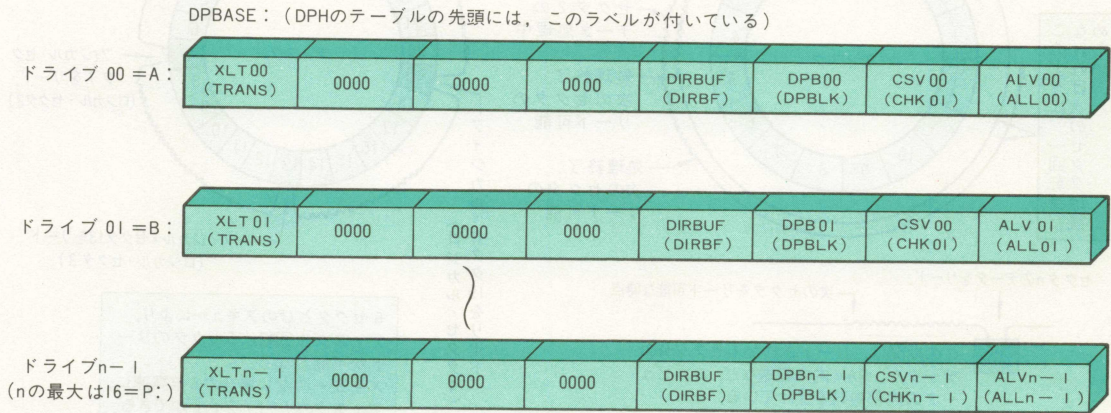 DPBASE：（DPHのテーブルの先頭には，このラベルが付いている）
ドライブ 00＝A：
XLT00 0000 0000 0000 DIRBUF DPB00 CSV00 ALV00
(TRANS) (DIRBF) (DPBLK) (CHK01) (ALL00)
ドライブ 01＝B：
XLT01 0000 0000 0000 DIRBUF DPB01 CSV00 ALV01
(TRANS) (DIRBF) (DPBLK) (CHK01) (ALL01)
ドライブn－1
(nの最大は16＝P：)
XLTn－1 0000 0000 0000 DIRBUF DPBn－1 CSVn－1 ALVn－1
(TRANS) (DIRBF) (DPBLK) (CHKn－1) (ALLn－1)